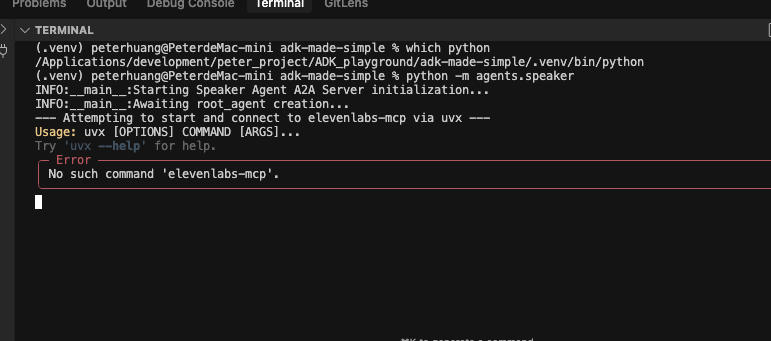 Problems Output Debug Console Terminal GitLens
TERMINAL
(.venv) peterhuang@PeterdeMac-mini adk-made-simple % which python
/Applications/development/peter_project/ADK_playground/adk-made-simple/.venv/bin/python
(.venv) peterhuang@PeterdeMac-mini adk-made-simple % python -m agents.speaker
INFO:__main__:Starting Speaker Agent A2A Server initialization...
INFO:__main__:Awaiting root_agent creation...
--- Attempting to start and connect to elevenlabs-mcp via uvx ---
Usage: uvx [OPTIONS] COMMAND [ARGS]...
Try 'uvx --help' for help.
Error
No such command 'elevenlabs-mcp'.
⌘K to generate a command